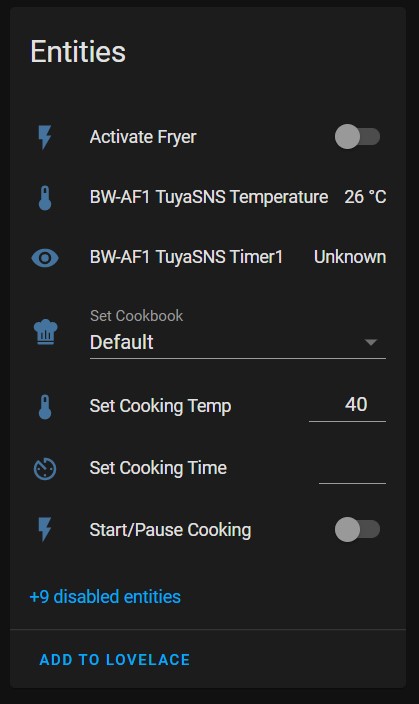 Entities
Activate Fryer
BW-AF1 TuyaSNS Temperature 26 °C
BW-AF1 TuyaSNS Timer1 Unknown
Set Cookbook
Default
Set Cooking Temp 40
Set Cooking Time
Start/Pause Cooking
+9 disabled entities
ADD TO LOVELACE